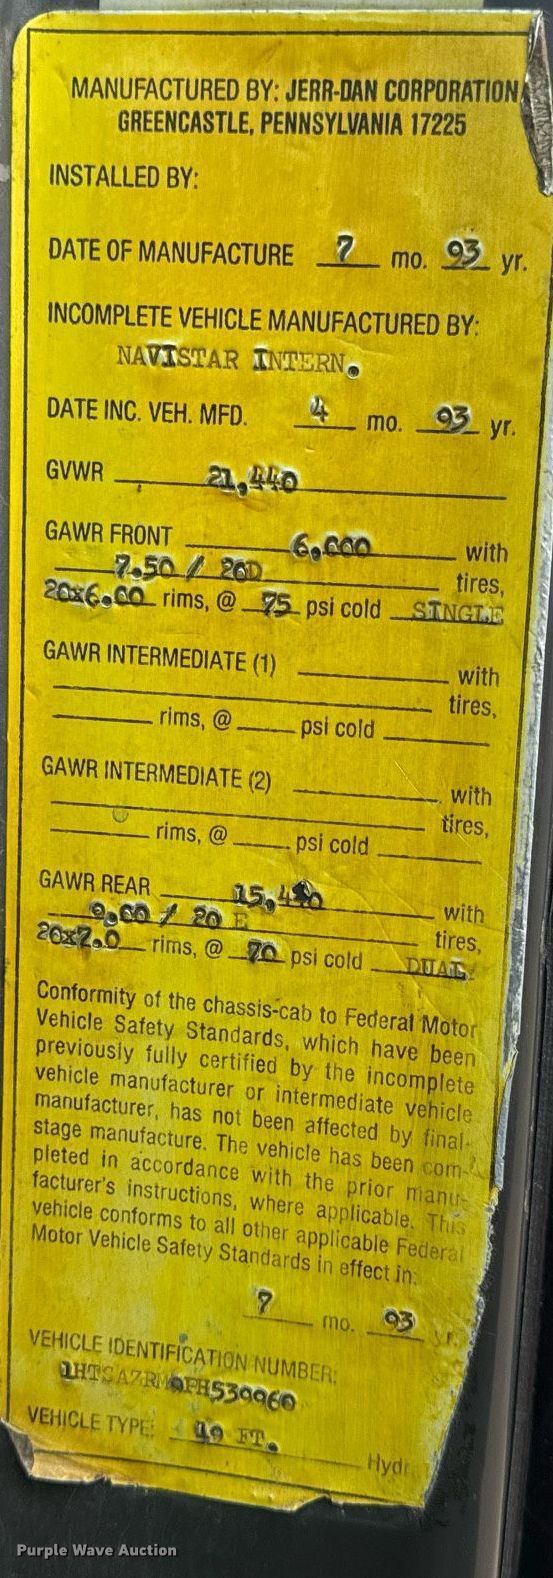 MANUFACTURED BY: JERR-DAN CORPORATION
GREENCASTLE, PENNSYLVANIA 17225
INSTALLED BY:
DATE OF MANUFACTURE 7 mo. 93 yr.
INCOMPLETE VEHICLE MANUFACTURED BY:
NAVISTAR INTERN.
DATE INC. VEH. MFD. 4 mo. 93 yr.
GVWR 21,440
GAWR FRONT 6,000 with
7.50 / 20D tires,
20x6.00 rims, @ 75 psi cold SINGLE
GAWR INTERMEDIATE (1) with
tires,
rims, @ psi cold
GAWR INTERMEDIATE (2) with
tires,
rims, @ psi cold
GAWR REAR 15,440 with
9.00 / 20 E tires,
20x7.0 rims, @ 70 psi cold DUAL
Conformity of the chassis-cab to Federal Motor
Vehicle Safety Standards, which have been
previously fully certified by the incomplete
vehicle manufacturer or intermediate vehicle
manufacturer, has not been affected by final-
stage manufacture. The vehicle has been com-
pleted in accordance with the prior manu-
facturer's instructions, where applicable. This
vehicle conforms to all other applicable Federal
Motor Vehicle Safety Standards in effect in:
7 mo. 93 yr.
VEHICLE IDENTIFICATION NUMBER:
VEHICLE TYPE: 19 FT.
Purple Wave Auction